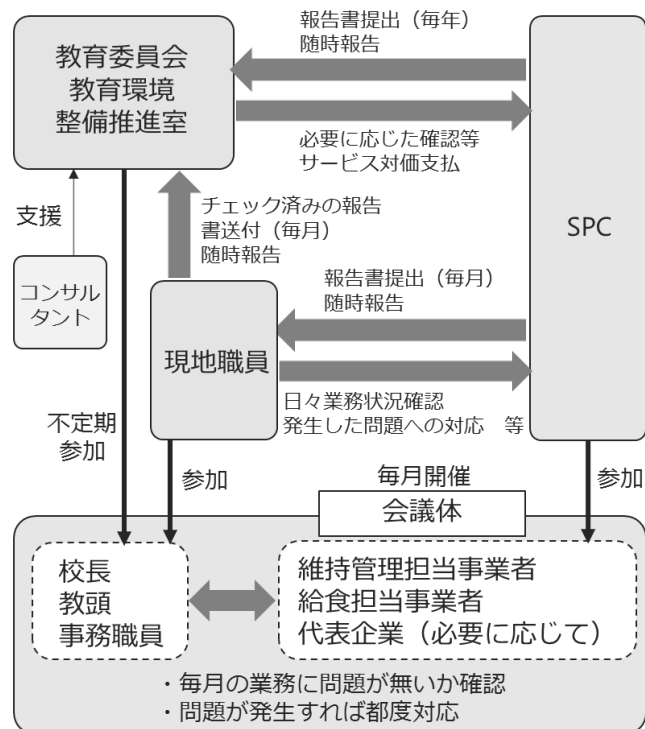 報告書提出（毎年）
随時報告
教育委員会
教育環境
整備推進室
必要に応じた確認等
サービス対価支払
SPC
支援
チェック済みの報告
書送付（毎月）
随時報告
コンサル
タント
報告書提出（毎月）
随時報告
現地職員
日々業務状況確認
発生した問題への対応　等
不定期
参加
参加
毎月開催
参加
会議体
校長
教頭
事務職員
維持管理担当事業者
給食担当事業者
代表企業（必要に応じて）
・毎月の業務に問題が無いか確認
・問題が発生すれば都度対応